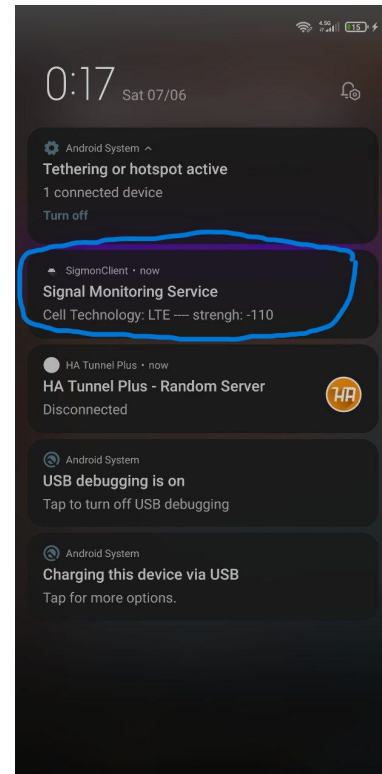 4.5G
15
0:17 Sat 07/06
Android System
Tethering or hotspot active
1 connected device
Turn off
SigmonClient • now
Signal Monitoring Service
Cell Technology: LTE ---- strengh: -110
HA Tunnel Plus • now
HA Tunnel Plus - Random Server
HA
Disconnected
Android System
USB debugging is on
Tap to turn off USB debugging
Android System
Charging this device via USB
Tap for more options.